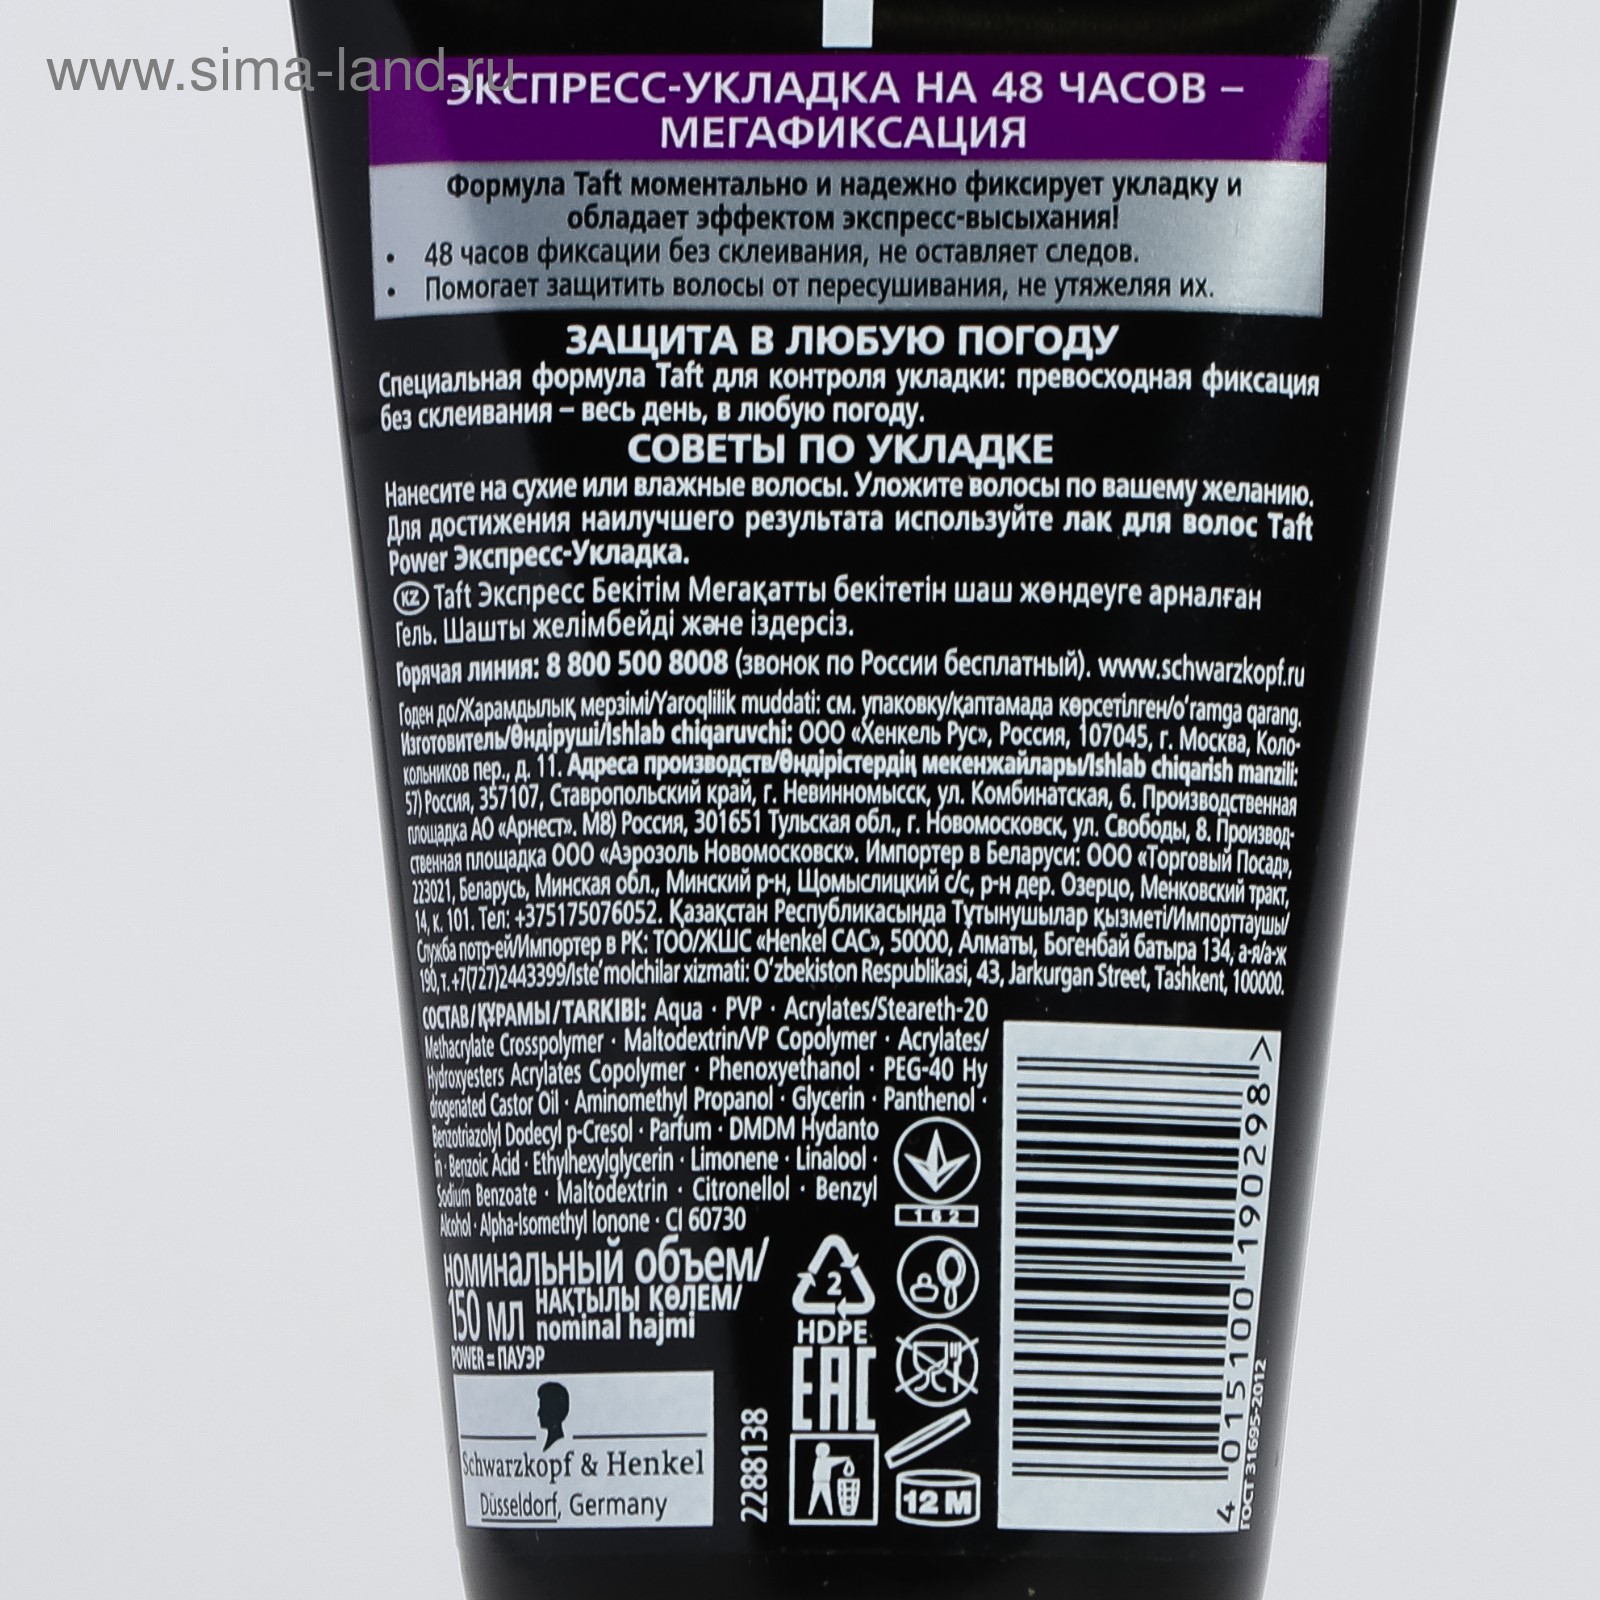 www.sima-land.ru
ЭКСПРЕСС-УКЛАДКА НА 48 ЧАСОВ –
МЕГАФИКСАЦИЯ
Формула Taft моментально и надежно фиксирует укладку и
обладает эффектом экспресс-высыхания!
• 48 часов фиксации без склеивания, не оставляет следов.
• Помогает защитить волосы от пересушивания, не утяжеляя их.
ЗАЩИТА В ЛЮБУЮ ПОГОДУ
Специальная формула Taft для контроля укладки: превосходная фиксация
без склеивания – весь день, в любую погоду.
СОВЕТЫ ПО УКЛАДКЕ
Нанесите на сухие или влажные волосы. Уложите волосы по вашему желанию.
Для достижения наилучшего результата используйте лак для волос Taft
Power Экспресс-Укладка.
KZ Taft Экспресс Бекітім Мегақатты бекітетін шаш жөндеуге арналған
Гель. Шашты желімбейді және іздерсіз.
Горячая линия: 8 800 500 8008 (звонок по России бесплатный). www.schwarzkopf.ru
Годен до/Жарамдылық мерзімі/Yaroqlilik muddati: см. упаковку/қаптамада көрсетілген/o'ramga qarang.
Изготовитель/Өндіруші/Ishlab chiqaruvchi: ООО «Хенкель Рус», Россия, 107045, г. Москва, Коло-
кольников пер., д. 11. Адреса производств/Өндірістердің мекенжайлары/Ishlab chiqarish manzili:
57) Россия, 357107, Ставропольский край, г. Невинномысск, ул. Комбинатская, 6. Производственная
площадка АО «Арнест». M8) Россия, 301651 Тульская обл., г. Новомосковск, ул. Свободы, 8. Производ-
ственная площадка ООО «Аэрозоль Новомосковск». Импортер в Беларуси: ООО «Торговый Посад»,
223021, Беларусь, Минская обл., Минский р-н, Щомыслицкий с/с, р-н дер. Озерцо, Менковский тракт,
14, к. 101. Тел: +375175076052. Қазақстан Республикасында Тұтынушылар қызметі/Импорттаушы/
Служба потр-ей/Импортер в РК: ТОО/ЖШС «Henkel САС», 50000, Алматы, Богенбай батыра 134, а-я/а-ж
190, т. +7(727)2443399/Iste'molchilar xizmati: O'zbekiston Respublikasi, 43, Jarkurgan Street, Tashkent, 100000.
СОСТАВ/ҚҰРАМЫ/TARKIBI: Aqua · PVP · Acrylates/Steareth-20
Methacrylate Crosspolymer · Maltodextrin/VP Copolymer · Acrylates/
Hydroxyesters Acrylates Copolymer · Phenoxyethanol · PEG-40 Hy
drogenated Castor Oil · Aminomethyl Propanol · Glycerin · Panthenol ·
Benzotriazolyl Dodecyl p-Cresol · Parfum · DMDM Hydanto
in · Benzoic Acid · Ethylhexylglycerin · Limonene · Linalool ·
Sodium Benzoate · Maltodextrin · Citronellol · Benzyl
Alcohol · Alpha-Isomethyl Ionone · CI 60730
162
номинальный объем/
150 мл НАҚТЫЛЫ КӨЛЕМ/
nominal hajmi
POWER = ПАУЭР
2
HDPE
EAC
12 M
Schwarzkopf & Henkel
Düsseldorf, Germany
2288138
4 015100 190298 >
ГОСТ 31695-2012